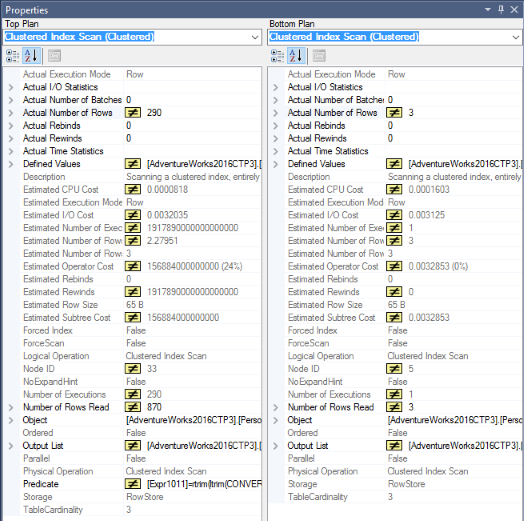 Properties
Top Plan
Clustered Index Scan (Clustered)
Actual Execution Mode Row
Actual I/O Statistics
Actual Number of Batches 0
Actual Number of Rows ≠ 290
Actual Rebinds 0
Actual Rewinds 0
Actual Time Statistics
Defined Values ≠ [AdventureWorks2016CTP3].[
Description Scanning a clustered index, entirely
Estimated CPU Cost ≠ 0.0000818
Estimated Execution Mode Row
Estimated I/O Cost ≠ 0.0032035
Estimated Number of Exec ≠ 1917890000000000
Estimated Number of Row ≠ 2.27951
Estimated Number of Row 3
Estimated Operator Cost ≠ 156884000000000 (24%)
Estimated Rebinds 0
Estimated Rewinds ≠ 1917890000000000
Estimated Row Size 65 B
Estimated Subtree Cost ≠ 156884000000000
Forced Index False
ForceScan False
Logical Operation Clustered Index Scan
Node ID ≠ 33
NoExpandHint False
Number of Executions ≠ 290
Number of Rows Read ≠ 870
Object [AdventureWorks2016CTP3].[Perso
Ordered False
Output List ≠ [AdventureWorks2016CTP3].[
Parallel False
Physical Operation Clustered Index Scan
Predicate ≠ [Expr1011]=rtrim(ltrim(CONVER
Storage RowStore
TableCardinality 3
Bottom Plan
Clustered Index Scan (Clustered)
Actual Execution Mode Row
Actual I/O Statistics
Actual Number of Batches 0
Actual Number of Rows ≠ 3
Actual Rebinds 0
Actual Rewinds 0
Actual Time Statistics
Defined Values ≠ [AdventureWorks2016CTP3].[
Description Scanning a clustered index, entirely
Estimated CPU Cost ≠ 0.0001603
Estimated Execution Mode Row
Estimated I/O Cost ≠ 0.003125
Estimated Number of Exe ≠ 1
Estimated Number of Row ≠ 3
Estimated Number of Row 3
Estimated Operator Cost ≠ 0.0032853 (0%)
Estimated Rebinds 0
Estimated Rewinds ≠ 0
Estimated Row Size 65 B
Estimated Subtree Cost ≠ 0.0032853
Forced Index False
ForceScan False
Logical Operation Clustered Index Scan
Node ID ≠ 5
NoExpandHint False
Number of Executions ≠ 1
Number of Rows Read ≠ 3
Object [AdventureWorks2016CTP3].[Perso
Ordered False
Output List ≠ [AdventureWorks2016CTP3].[
Parallel False
Physical Operation Clustered Index Scan
Storage RowStore
TableCardinality 3